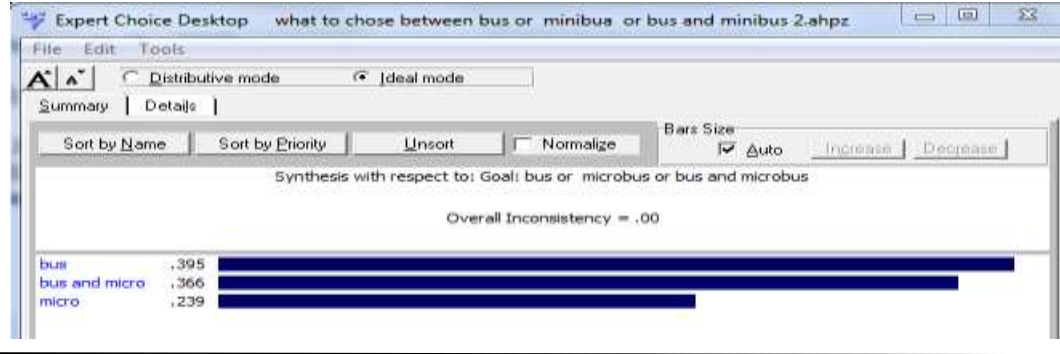 Expert Choice Desktop what to chose between bus or minibua or bus and minibus 2.ahpz
File Edit Tools
A A Distributive mode Ideal mode
Summary Details
Sort by Name Sort by Priority Unsort Normalize Bars Size Auto Increase Decrease
Synthesis with respect to: Goal: bus or microbus or bus and microbus
Overall Inconsistency = .00
bus .395
bus and micro .366
micro .239